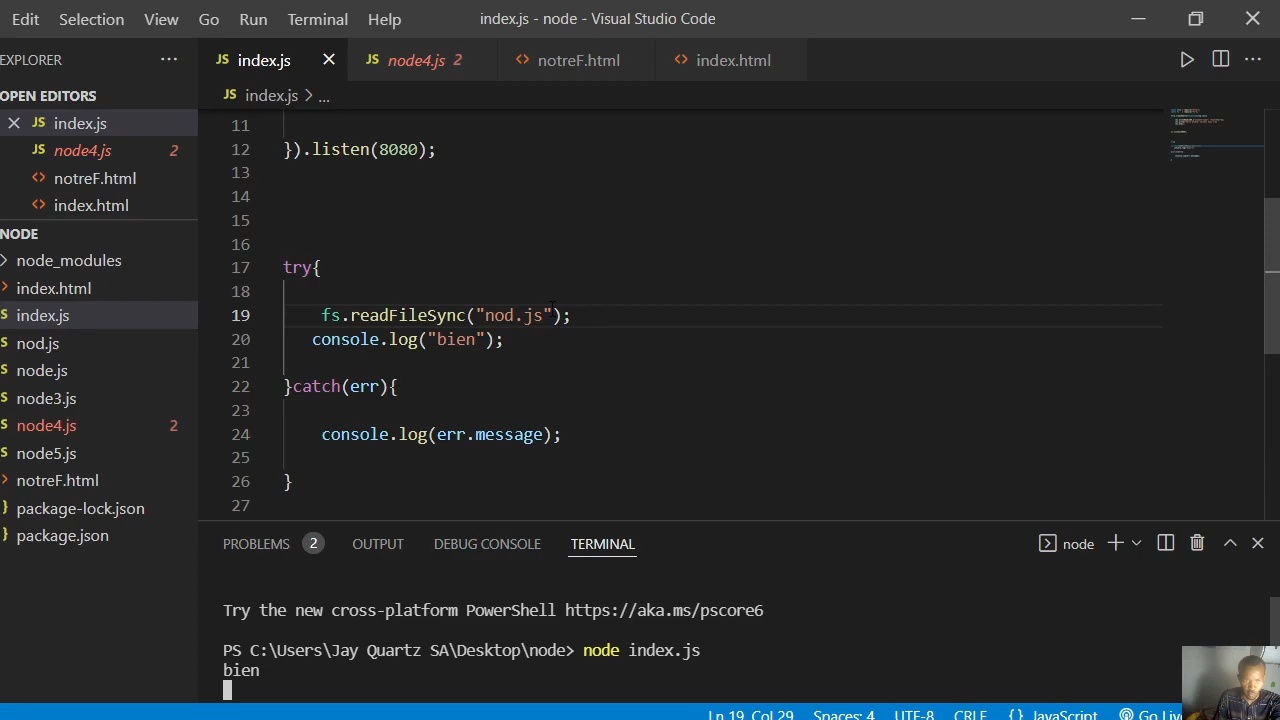 Edit Selection View Go Run Terminal Help index.js - node - Visual Studio Code
EXPLORER
index.js
node4.js 2
notreF.html
index.html
OPEN EDITORS
index.js
node4.js 2
notreF.html
index.html
NODE
node_modules
index.html
index.js
nod.js
node.js
node3.js
node4.js 2
node5.js
notreF.html
package-lock.json
package.json
index.js > ...
11
12 }).listen(8080);
13
14
15
16
17 try{
18
19 fs.readFileSync("nod.js");
20 console.log("bien");
21
22 }catch(err){
23
24 console.log(err.message);
25
26 }
27
PROBLEMS 2 OUTPUT DEBUG CONSOLE TERMINAL node
Try the new cross-platform PowerShell https://aka.ms/pscore6
PS C:\Users\Jay Quartz SA\Desktop\node> node index.js
bien
Ln 19, Col 29 Spaces: 4 UTF-8 CRLF {} JavaScript Go Live